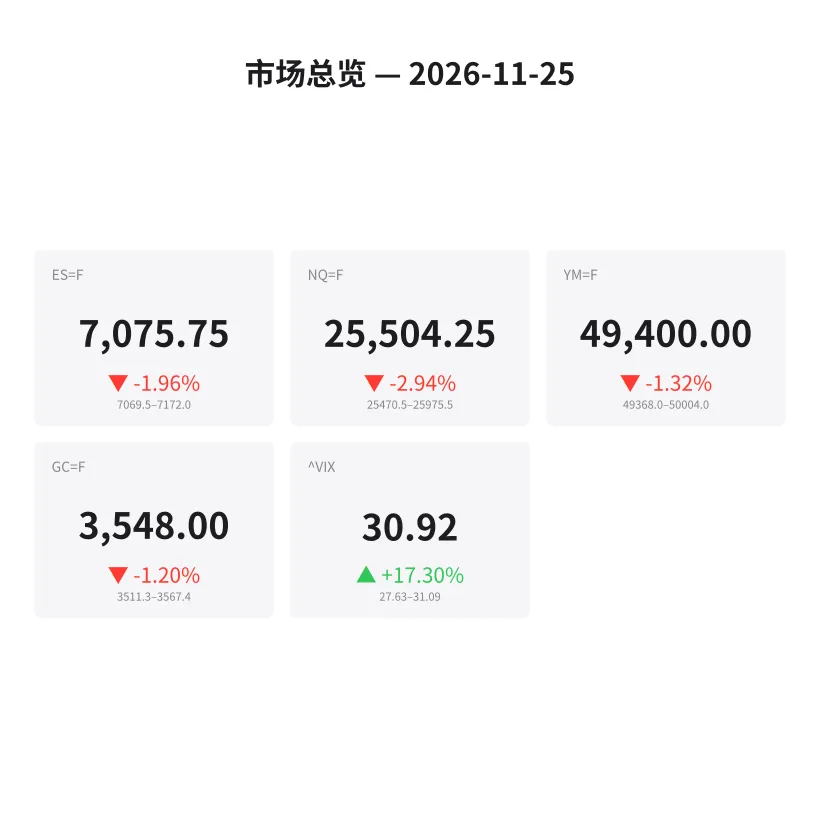 市场总览 — 2026-11-25
ES=F
7,075.75
▼ -1.96%
7069.5–7172.0
NQ=F
25,504.25
▼ -2.94%
25470.5–25975.5
YM=F
49,400.00
▼ -1.32%
49368.0–50004.0
GC=F
3,548.00
▼ -1.20%
3511.3–3567.4
^VIX
30.92
▲ +17.30%
27.63–31.09